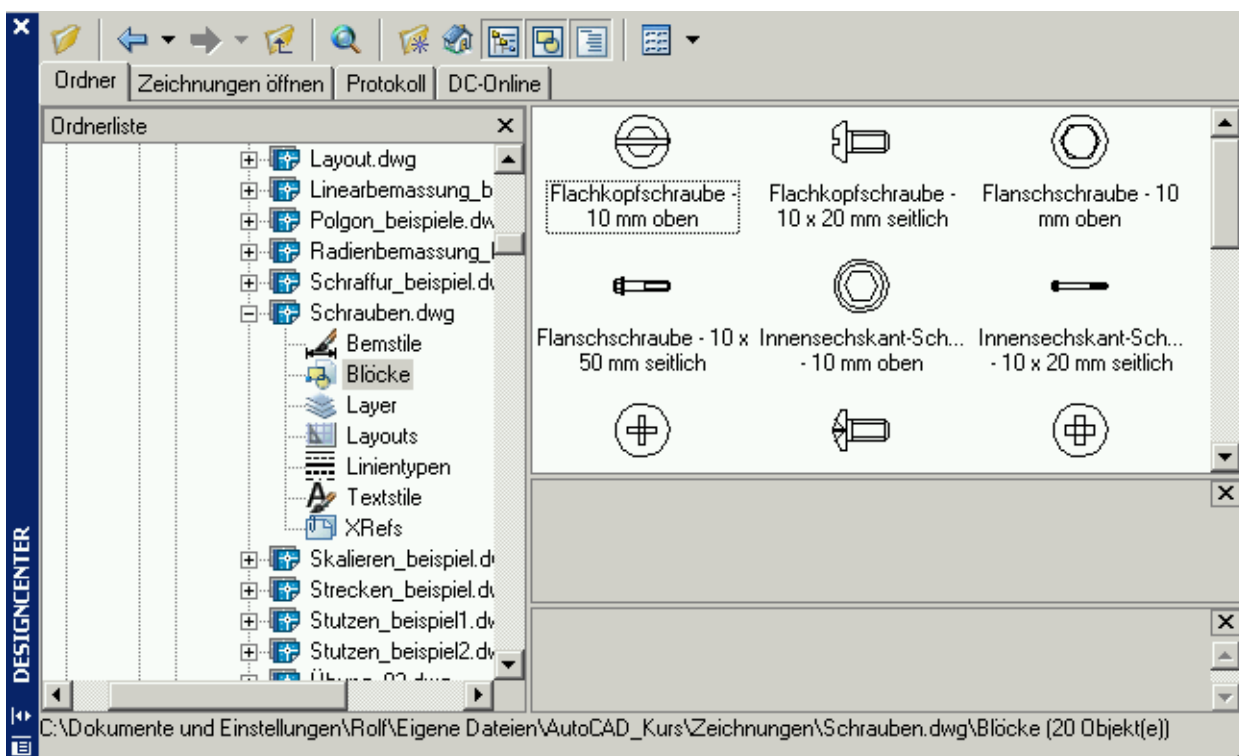 Ordner Zeichnungen öffnen Protokoll DC-Online
Ordnerliste
Layout.dwg
Linearbemassung_b
Polgon_beispiele.dw
Radienbemassung_
Schraffur_beispiel.d
Schrauben.dwg
Bemstile
Blöcke
Layer
Layouts
Linientypen
Textstile
XRefs
Skalieren_beispiel.d
Strecken_beispiel.d
Stutzen_beispiel1.d
Stutzen_beispiel2.d
Flachkopfschraube -
10 mm oben
Flachkopfschraube -
10 x 20 mm seitlich
Flanschschraube - 10
mm oben
Flanschschraube - 10 x
50 mm seitlich
Innensechskant-Sch...
- 10 mm oben
Innensechskant-Sch...
- 10 x 20 mm seitlich
DESIGNCENTER
C:\Dokumente und Einstellungen\Rolf\Eigene Dateien\AutoCAD_Kurs\Zeichnungen\Schrauben.dwg\Blöcke (20 Objekt(e))